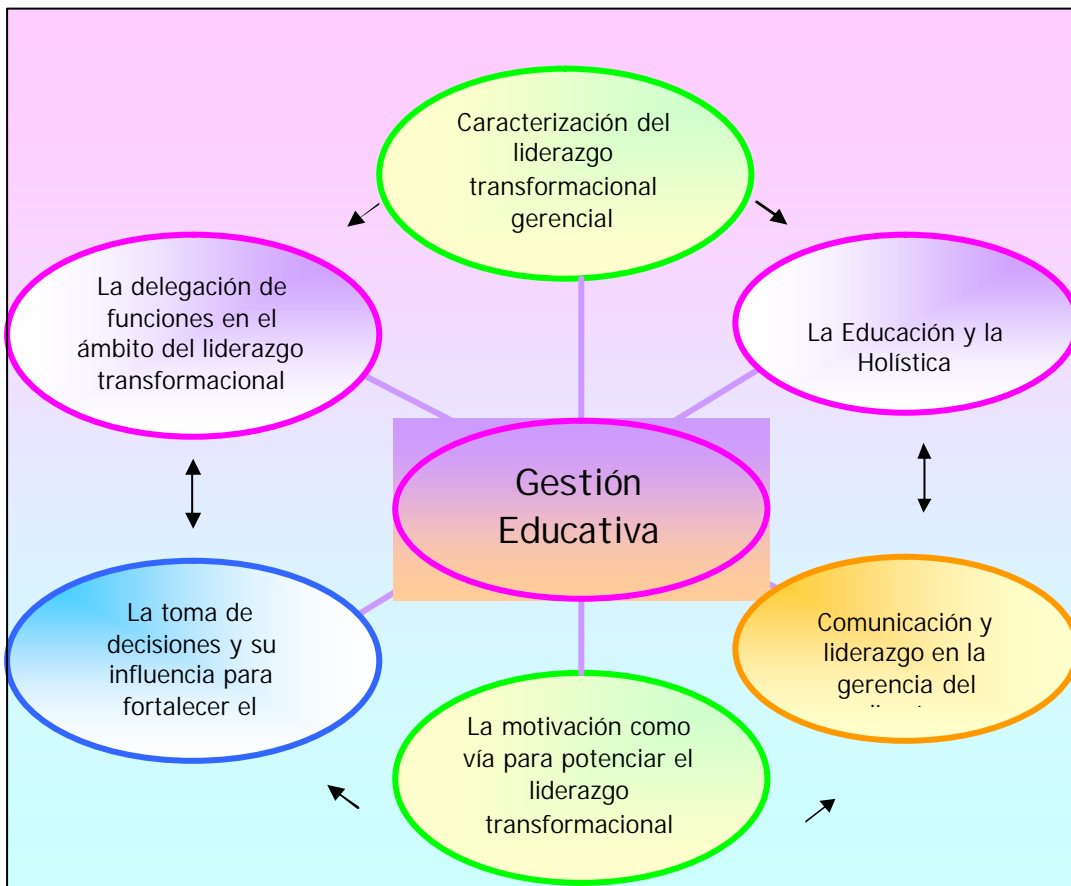 Caracterización del
liderazgo
transformacional
gerencial
La delegación de
funciones en el
ámbito del liderazgo
transformacional
La Educación y la
Holística
Gestión
Educativa
La toma de
decisiones y su
influencia para
fortalecer el
Comunicación y
liderazgo en la
gerencia del
La motivación como
vía para potenciar el
liderazgo
transformacional